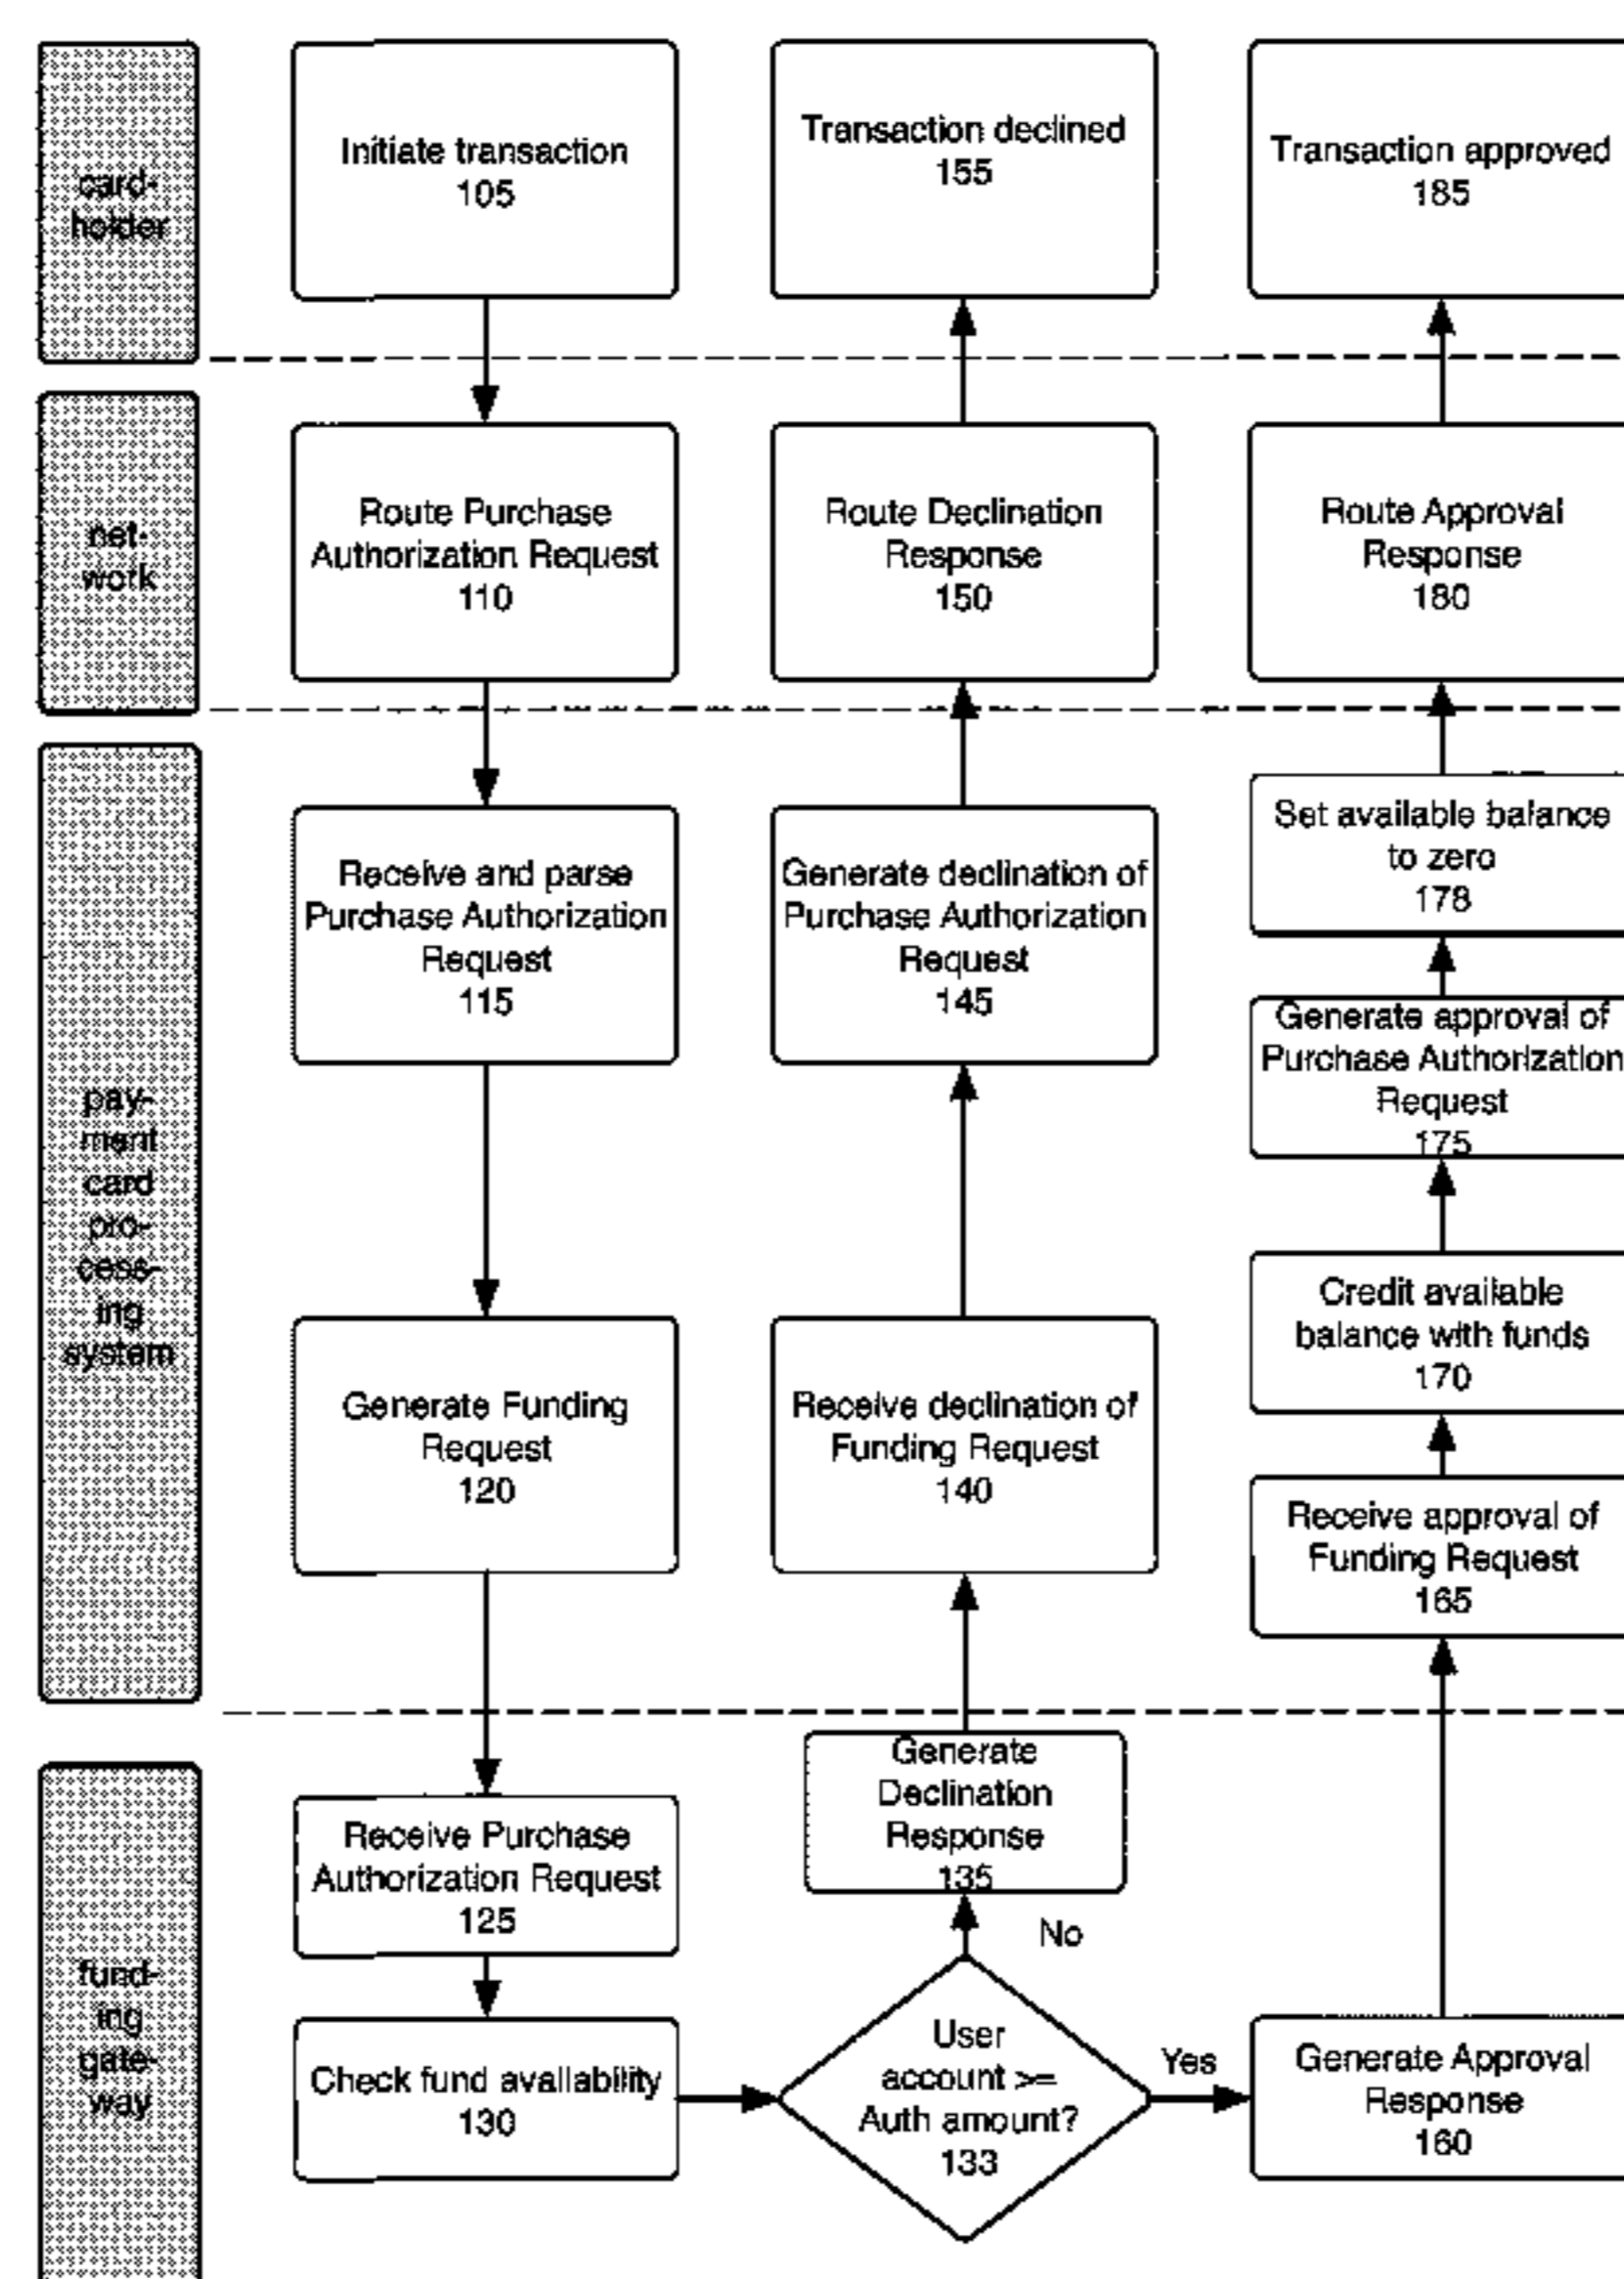 card-
holder
Initiate transaction
105
Transaction declined
155
Transaction approved
185
net-
work
Route Purchase
Authorization Request
110
Route Declination
Response
150
Route Approval
Response
180
pay-
ment
card
pro-
cess-
ing
system
Receive and parse
Purchase Authorization
Request
115
Generate declination of
Purchase Authorization
Request
145
Set available balance
to zero
178
Generate approval of
Purchase Authorization
Request
175
Generate Funding
Request
120
Receive declination of
Funding Request
140
Credit available
balance with funds
170
Receive approval of
Funding Request
165
fund-
ing
gate-
way
Receive Purchase
Authorization Request
125
Generate
Declination
Response
135
No
Check fund availability
130
User
account >=
Auth amount?
133
Yes
Generate Approval
Response
160